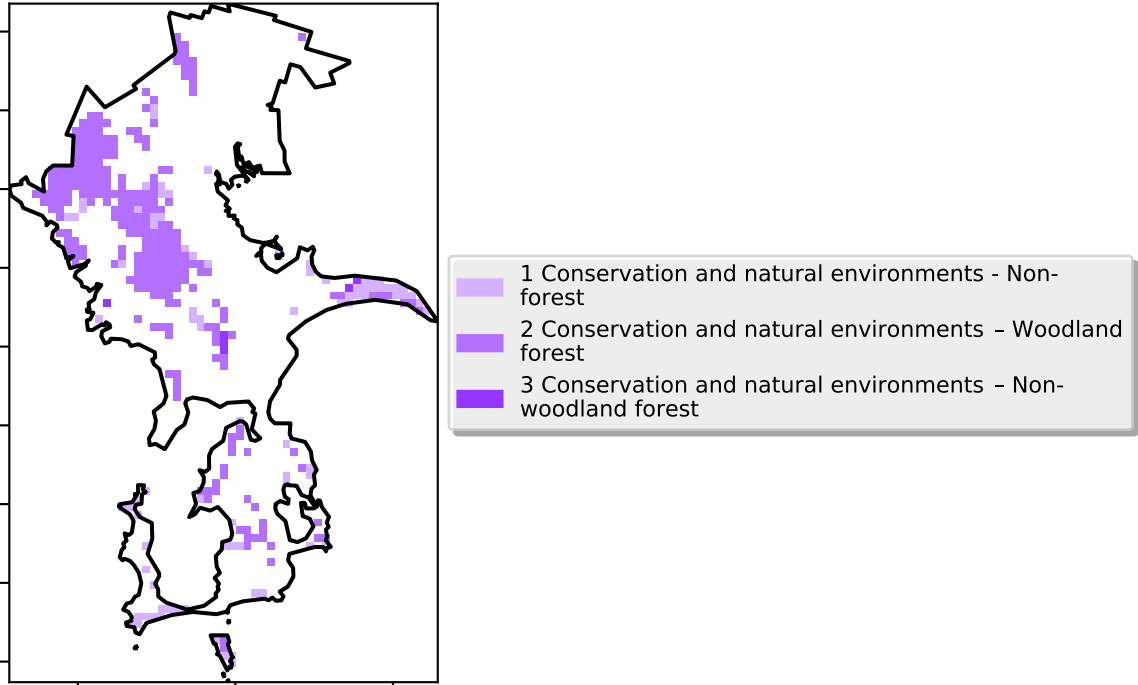 1 Conservation and natural environments - Non-
forest
2 Conservation and natural environments – Woodland
forest
3 Conservation and natural environments – Non-
woodland forest